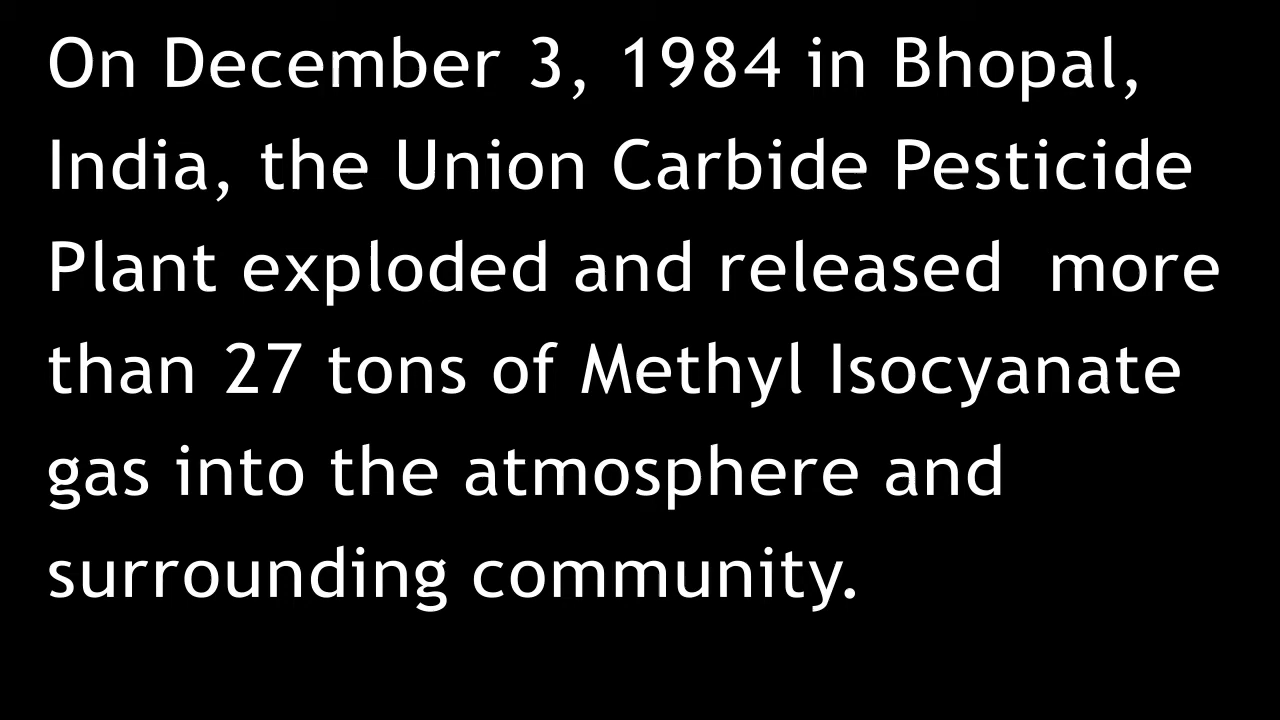 On December 3, 1984 in Bhopal,
India, the Union Carbide Pesticide
Plant exploded and released  more
than 27 tons of Methyl Isocyanate
gas into the atmosphere and
surrounding community.